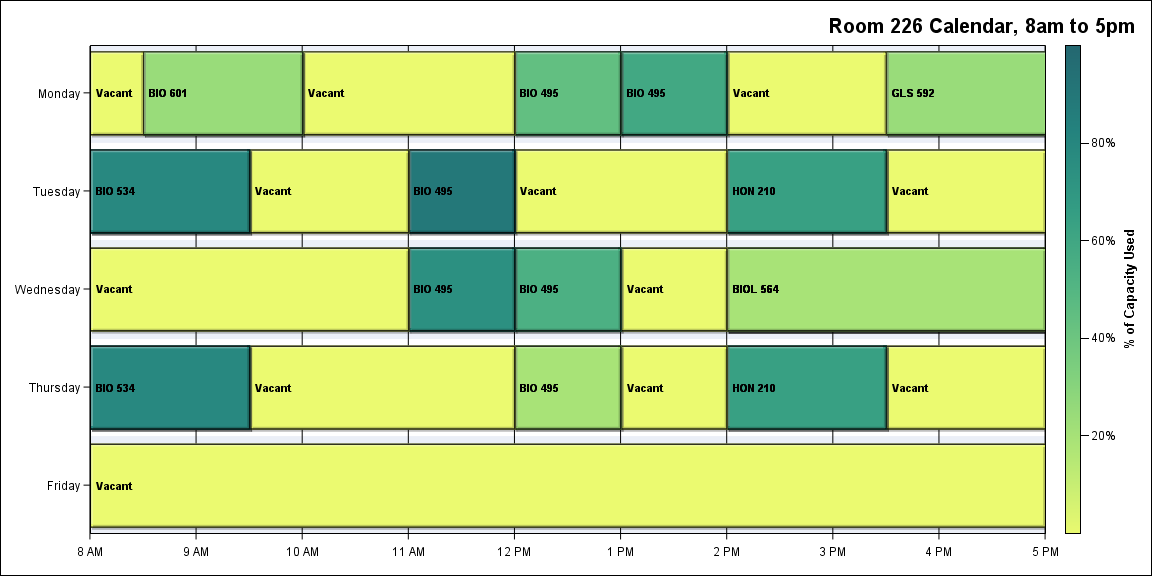 Room 226 Calendar, 8am to 5pm
Monday
Vacant
BIO 601
Vacant
BIO 495
BIO 495
Vacant
GLS 592
Tuesday
BIO 534
Vacant
BIO 495
Vacant
HON 210
Vacant
Wednesday
Vacant
BIO 495
BIO 495
Vacant
BIOL 564
Thursday
BIO 534
Vacant
BIO 495
Vacant
HON 210
Vacant
Friday
Vacant
8 AM
9 AM
10 AM
11 AM
12 PM
1 PM
2 PM
3 PM
4 PM
5 PM
80%
60%
40%
20%
% of Capacity Used